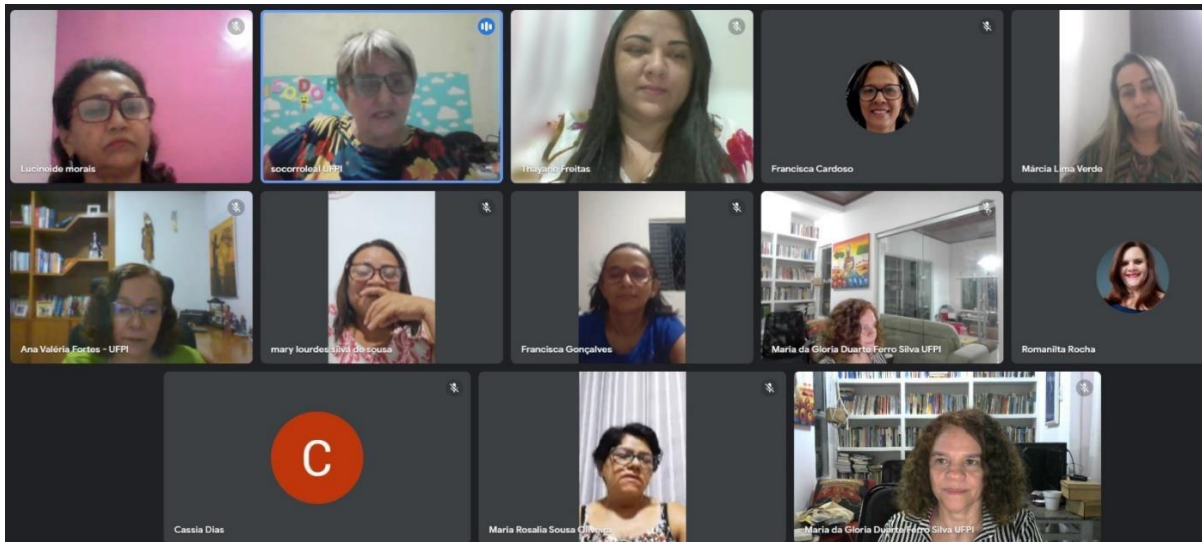 Lucineide morais
socorroleal UFPI
Thayane Freitas
Francisca Cardoso
Márcia Lima Verde
Ana Valéria Fortes - UFPI
mary lourdes silva de sousa
Francisca Gonçalves
Maria da Gloria Duarte Ferro Silva UFPI
Romanilta Rocha
C
Cassia Dias
Maria Rosalia Sousa Oliveira
Maria da Gloria Duarte Ferro Silva UFPI